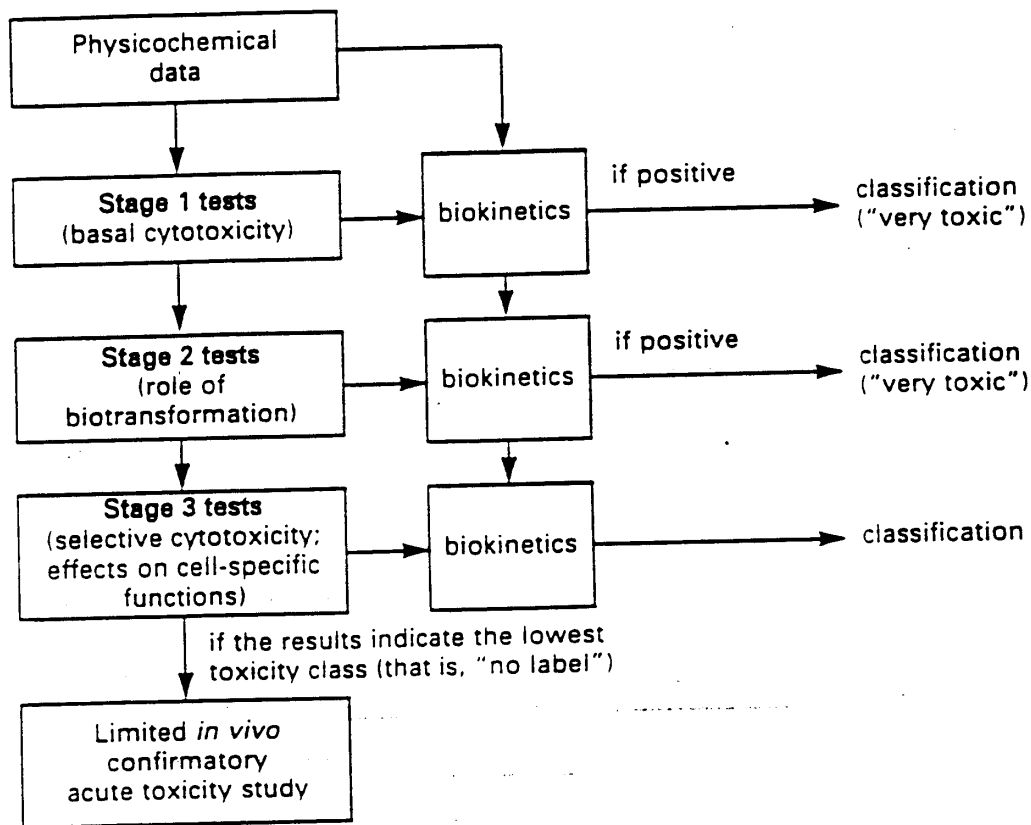 Physicochemical
data
Stage 1 tests
(basal cytotoxicity)
biokinetics
if positive
classification
("very toxic")
Stage 2 tests
(role of
biotransformation)
biokinetics
if positive
classification
("very toxic")
Stage 3 tests
(selective cytotoxicity;
effects on cell-specific
functions)
biokinetics
classification
if the results indicate the lowest
toxicity class (that is, "no label")
Limited in vivo
confirmatory
acute toxicity study